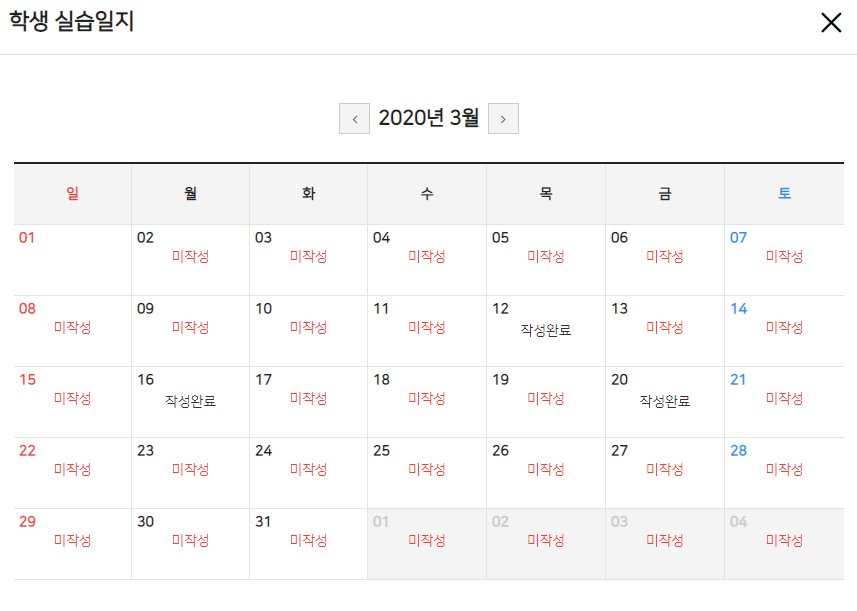 학생 실습일지
2020년 3월
일 월 화 수 목 금 토
01 02 03 04 05 06 07
미작성 미작성 미작성 미작성 미작성 미작성
08 09 10 11 12 13 14
미작성 미작성 미작성 미작성 작성완료 미작성 미작성
15 16 17 18 19 20 21
미작성 작성완료 미작성 미작성 미작성 작성완료 미작성
22 23 24 25 26 27 28
미작성 미작성 미작성 미작성 미작성 미작성 미작성
29 30 31 01 02 03 04
미작성 미작성 미작성 미작성 미작성 미작성 미작성